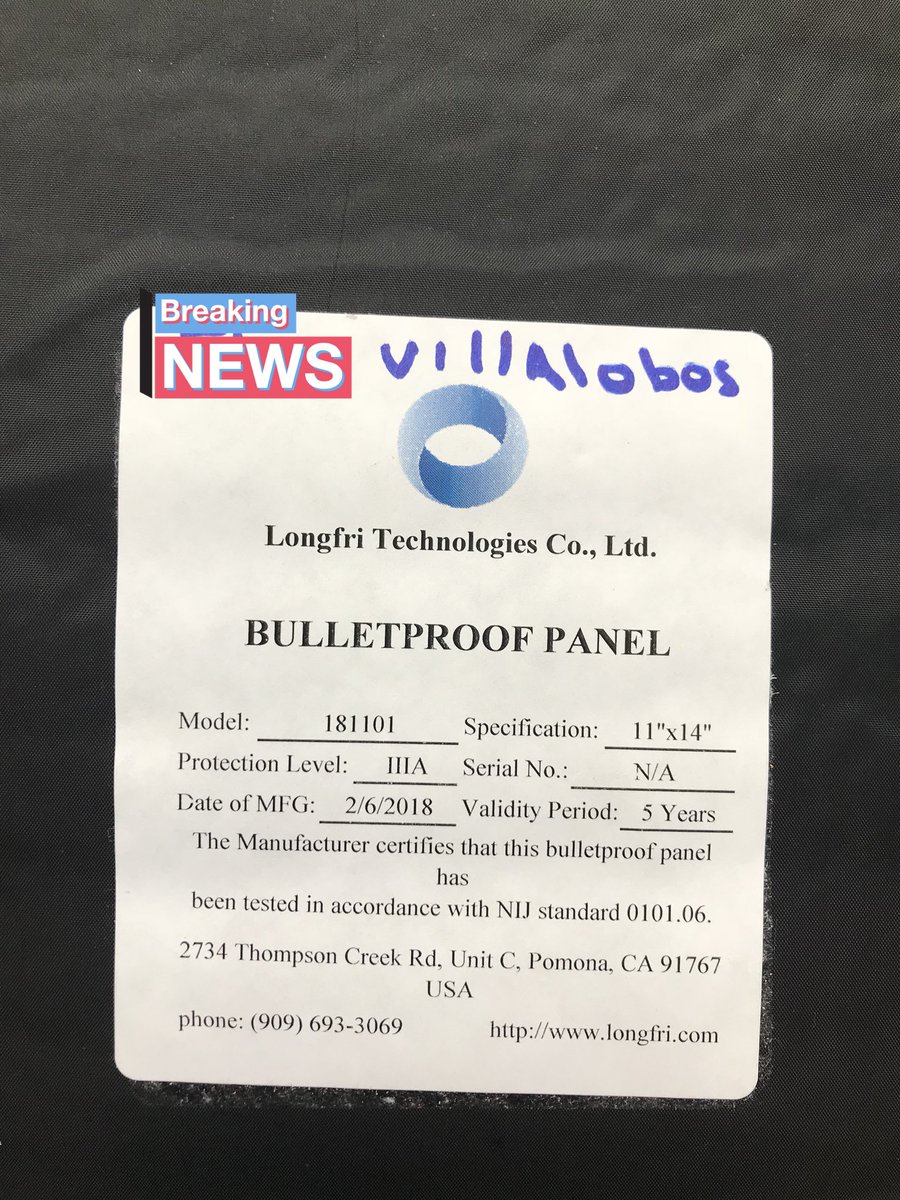 Breaking
NEWS
villAlobos
Longfri Technologies Co., Ltd.
BULLETPROOF PANEL
Model: 181101 Specification: 11"x14"
Protection Level: IIIA Serial No.: N/A
Date of MFG: 2/6/2018 Validity Period: 5 Years
The Manufacturer certifies that this bulletproof panel
has
been tested in accordance with NIJ standard 0101.06.
2734 Thompson Creek Rd, Unit C, Pomona, CA 91767
USA
phone: (909) 693-3069 http://www.longfri.com